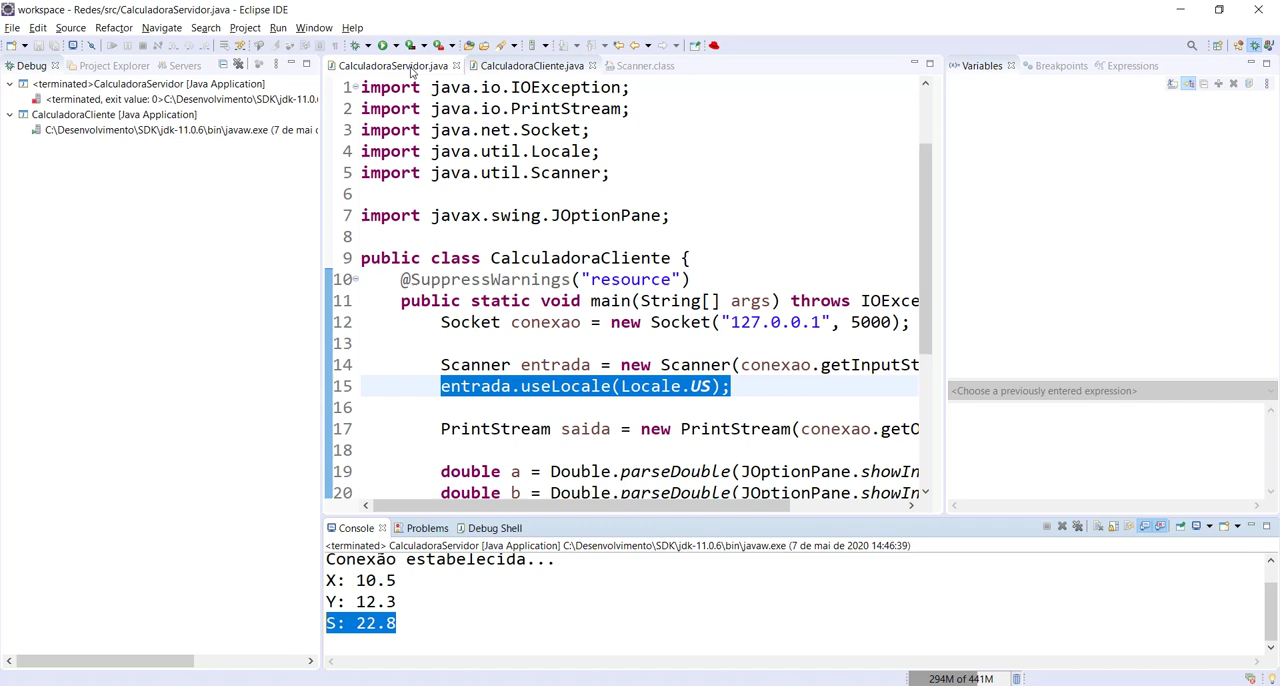 workspace - Redes/src/CalculadoraServidor.java - Eclipse IDE
File Edit Source Refactor Navigate Search Project Run Window Help
Debug Project Explorer Servers
<terminated>CalculadoraServidor [Java Application]
<terminated, exit value: 0>C:\Desenvolvimento\SDK\jdk-11.0.
CalculadoraCliente [Java Application]
C:\Desenvolvimento\SDK\jdk-11.0.6\bin\javaw.exe (7 de mai d
CalculadoraServidor.java CalculadoraCliente.java Scanner.class
1 import java.io.IOException;
2 import java.io.PrintStream;
3 import java.net.Socket;
4 import java.util.Locale;
5 import java.util.Scanner;
6
7 import javax.swing.JOptionPane;
8
9 public class CalculadoraCliente {
10 @SuppressWarnings("resource")
11 public static void main(String[] args) throws IOExce
12 Socket conexao = new Socket("127.0.0.1", 5000);
13
14 Scanner entrada = new Scanner(conexao.getInputSt
15 entrada.useLocale(Locale.US);
16
17 PrintStream saida = new PrintStream(conexao.getO
18
19 double a = Double.parseDouble(JOptionPane.showIn
20 double b = Double.parseDouble(JOptionPane.showIn
Variables Breakpoints Expressions
<Choose a previously entered expression>
Console Problems Debug Shell
<terminated> CalculadoraServidor [Java Application] C:\Desenvolvimento\SDK\jdk-11.0.6\bin\javaw.exe (7 de mai de 2020 14:46:39)
Conexão estabelecida...
X: 10.5
Y: 12.3
S: 22.8
294M of 441M